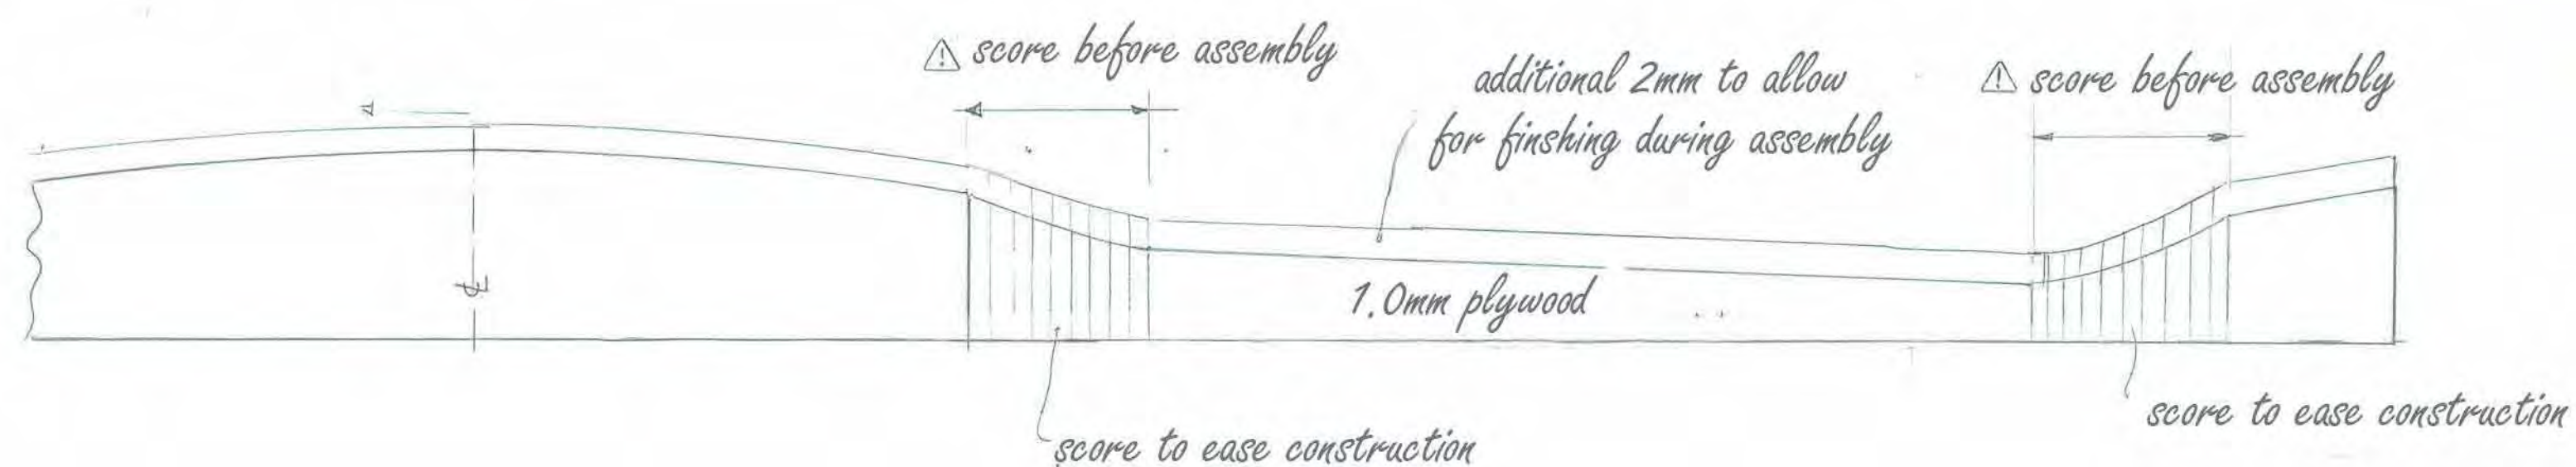 ⚠ score before assembly
additional 2mm to allow
for finshing during assembly
⚠ score before assembly
1.0mm plywood
score to ease construction
score to ease construction